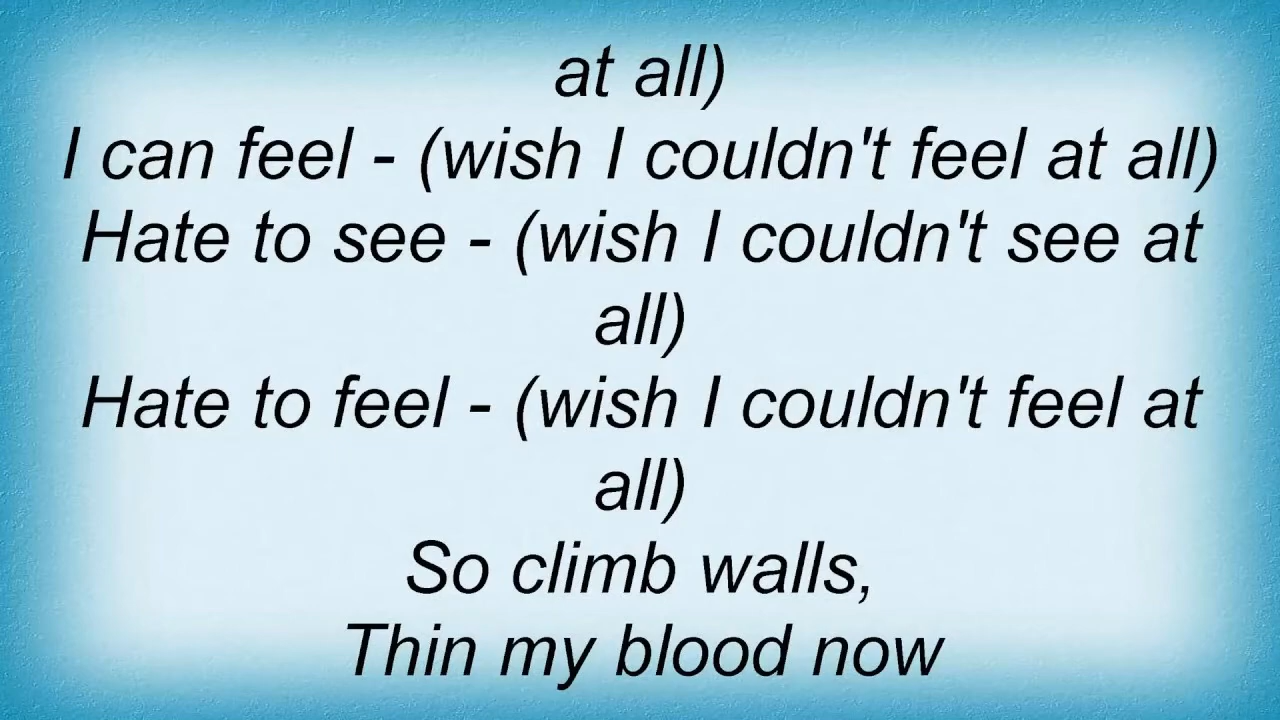 at all)
I can feel - (wish I couldn't feel at all)
Hate to see - (wish I couldn't see at
all)
Hate to feel - (wish I couldn't feel at
all)
So climb walls,
Thin my blood now